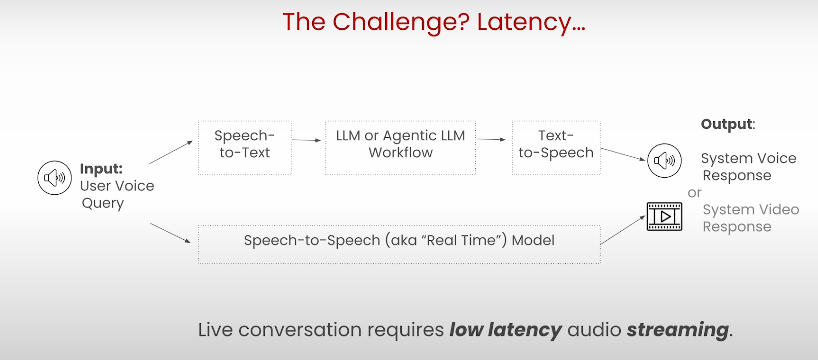 The Challenge? Latency...
Input:
User Voice
Query
Speech-
to-Text
LLM or Agentic LLM
Workflow
Text-
to-Speech
Speech-to-Speech (aka “Real Time”) Model
Output:
System Voice
Response
or
System Video
Response
Live conversation requires low latency audio streaming.